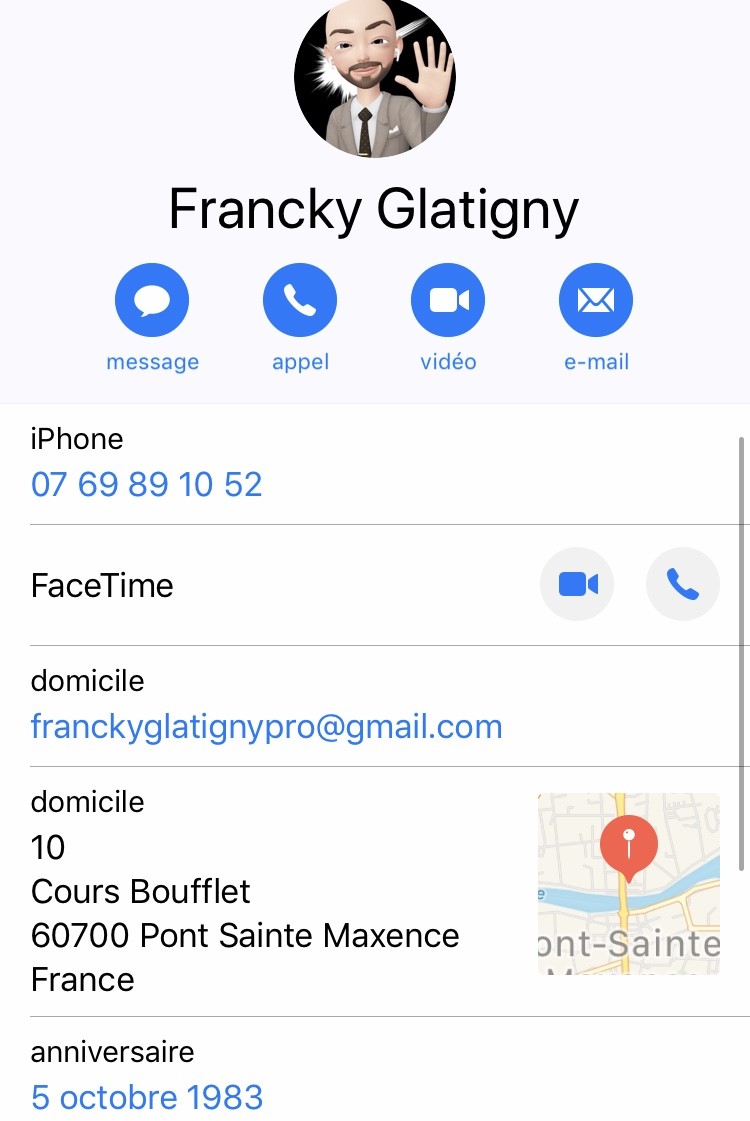 Francky Glatigny
message
appel
vidéo
e-mail
iPhone
07 69 89 10 52
FaceTime
domicile
franckyglatignypro@gmail.com
domicile
10
Cours Boufflet
60700 Pont Sainte Maxence
France
ont-Sainte
anniversaire
5 octobre 1983